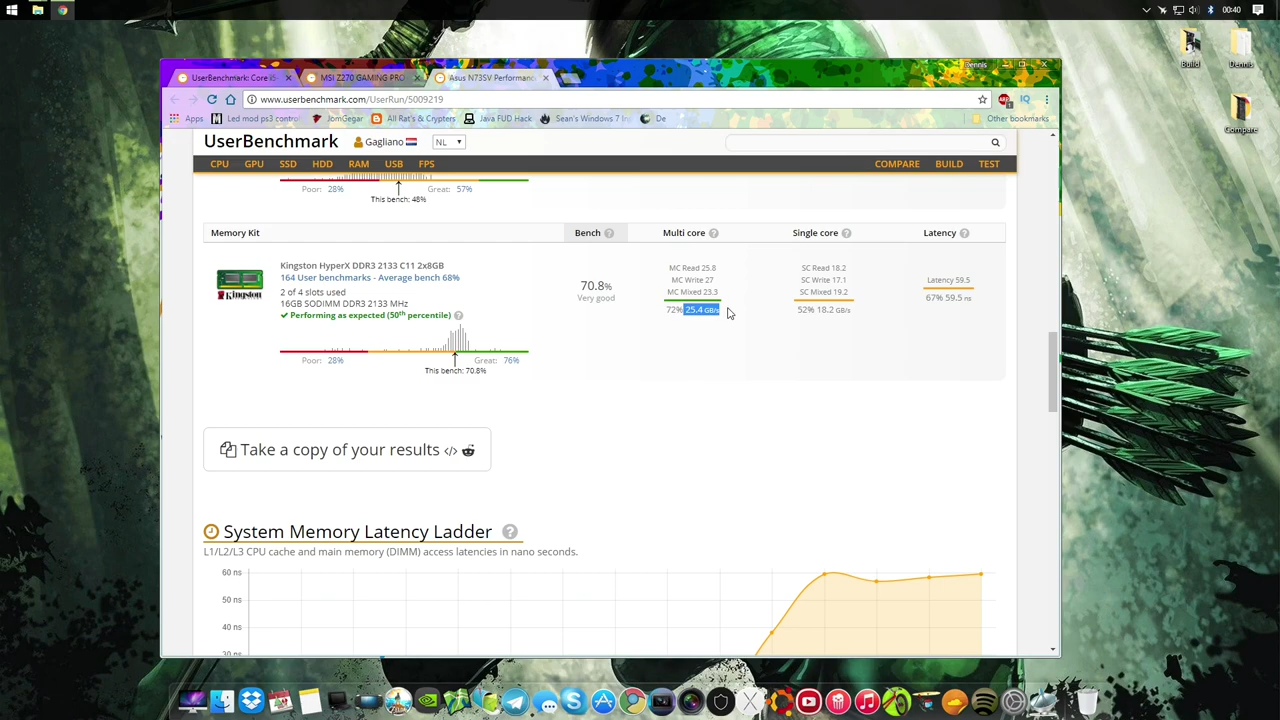 00:40
Build
Dennis
Compare
Dennis
UserBenchmark: Core i5-
MSI Z270 GAMING PRO
Asus N73SV Performanc
www.userbenchmark.com/UserRun/5009219
Apps
Led mod ps3 control
JomGegar
All Rat's & Crypters
Java FUD Hack
Sean's Windows 7 In
De
Other bookmarks
UserBenchmark
Gagliano
NL
CPU
GPU
SSD
HDD
RAM
USB
FPS
COMPARE
BUILD
TEST
Poor: 28%
Great: 57%
This bench: 48%
Memory Kit
Bench
Multi core
Single core
Latency
Kingston HyperX DDR3 2133 C11 2x8GB
164 User benchmarks - Average bench 68%
2 of 4 slots used
16GB SODIMM DDR3 2133 MHz
Performing as expected (50th percentile)
Poor: 28%
Great: 76%
This bench: 70.8%
70.8%
Very good
MC Read 25.8
MC Write 27
MC Mixed 23.3
72% 25.4 GB/s
SC Read 18.2
SC Write 17.1
SC Mixed 19.2
52% 18.2 GB/s
Latency 59.5
67% 59.5 ns
Take a copy of your results </>
System Memory Latency Ladder
L1/L2/L3 CPU cache and main memory (DIMM) access latencies in nano seconds.
60 ns
50 ns
40 ns
30 ns